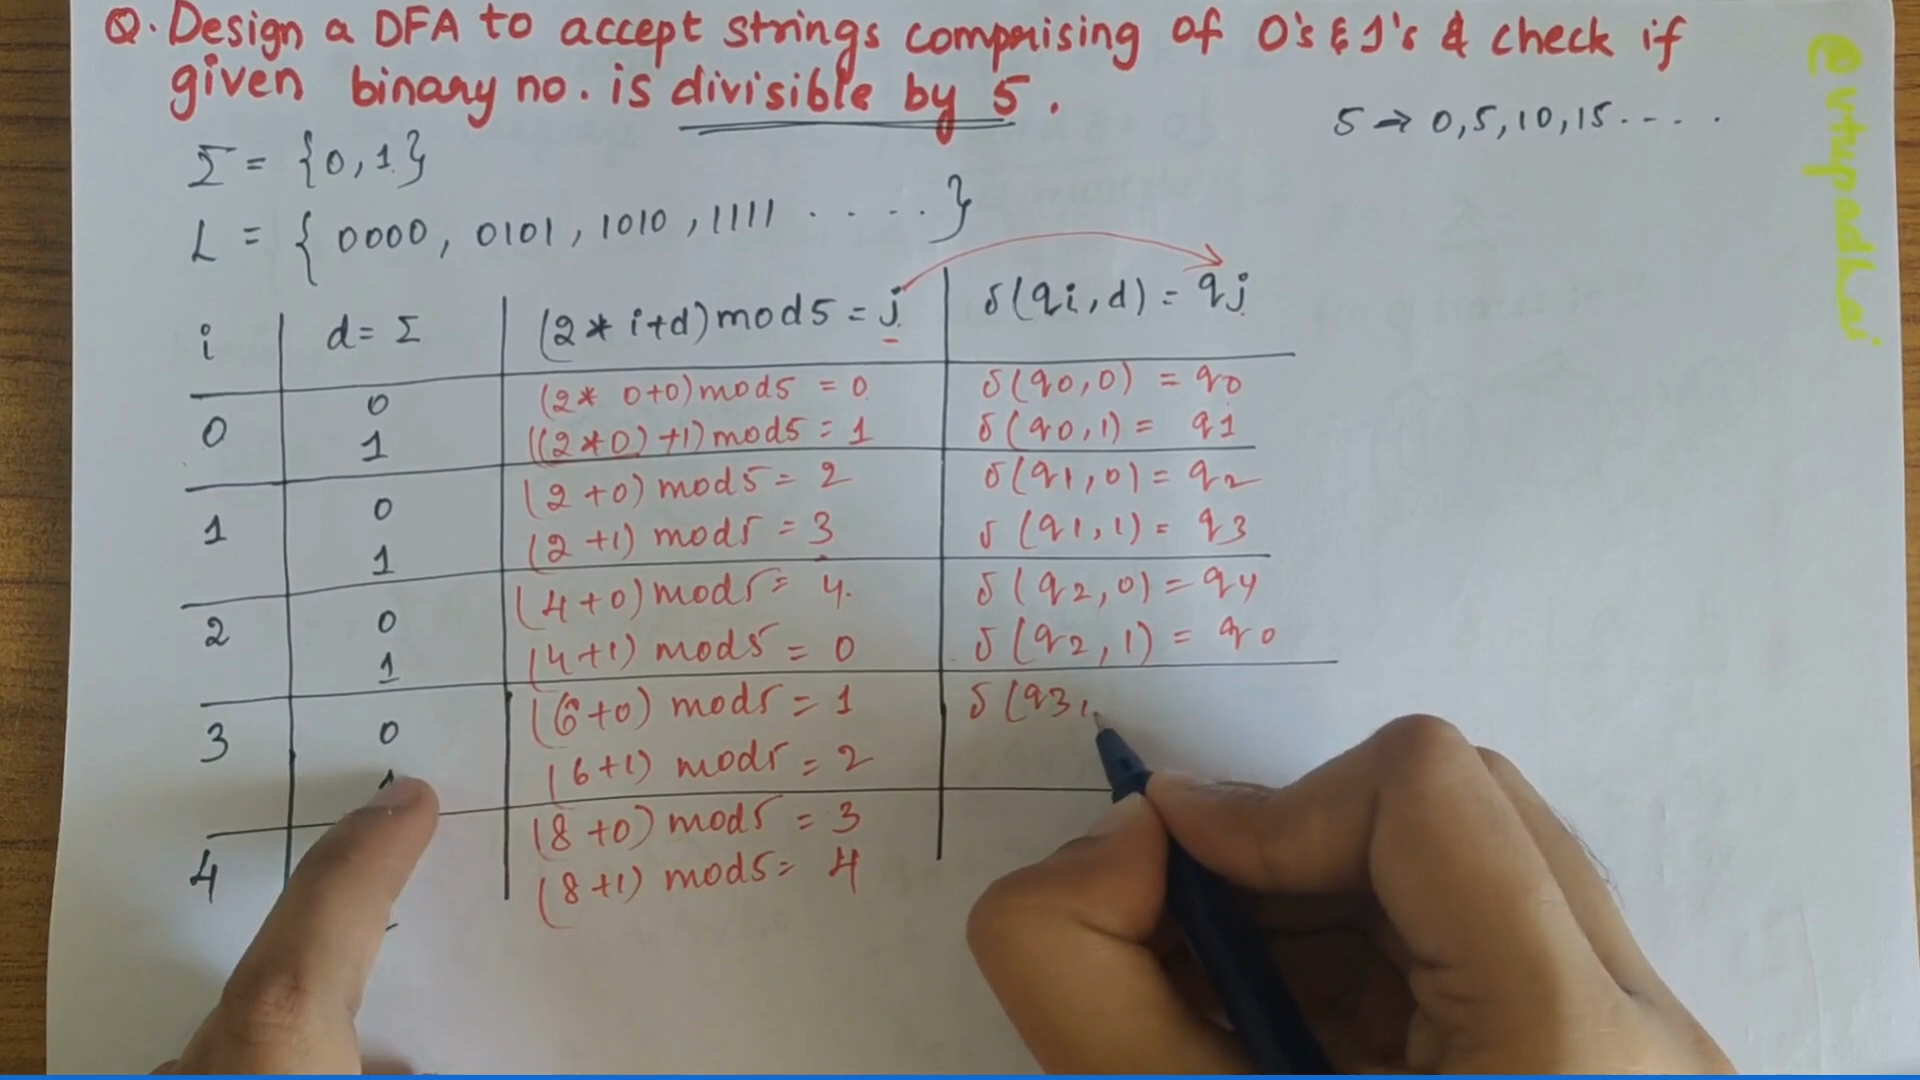 Q. Design a DFA to accept strings comprising of 0's & 1's & check if
given binary no. is divisible by 5.
5 → 0,5,10,15.....
@vtupadhai
Σ = {0,1}
L = { 0000, 0101, 1010, 1111 ..... }
i d=Σ (2*i+d)mod5=j δ(qi,d)=qj
0 0 (2* 0+0)mod5 = 0 δ(q0,0) = q0
1 ((2*0)+1)mod5=1 δ(q0,1)= q1
1 0 (2+0) mod5= 2 δ(q1,0)= q2
1 (2+1) mod5 = 3 δ(q1,1)= q3
2 0 (4+0)mod5= 4. δ(q2,0)= q4
1 (4+1) mod5 = 0 δ(q2,1) = q0
3 0 (6+0) mod5 = 1 δ(q3,
(6+1) mod5 = 2
4 (8+0) mod5 = 3
(8+1) mod5= 4